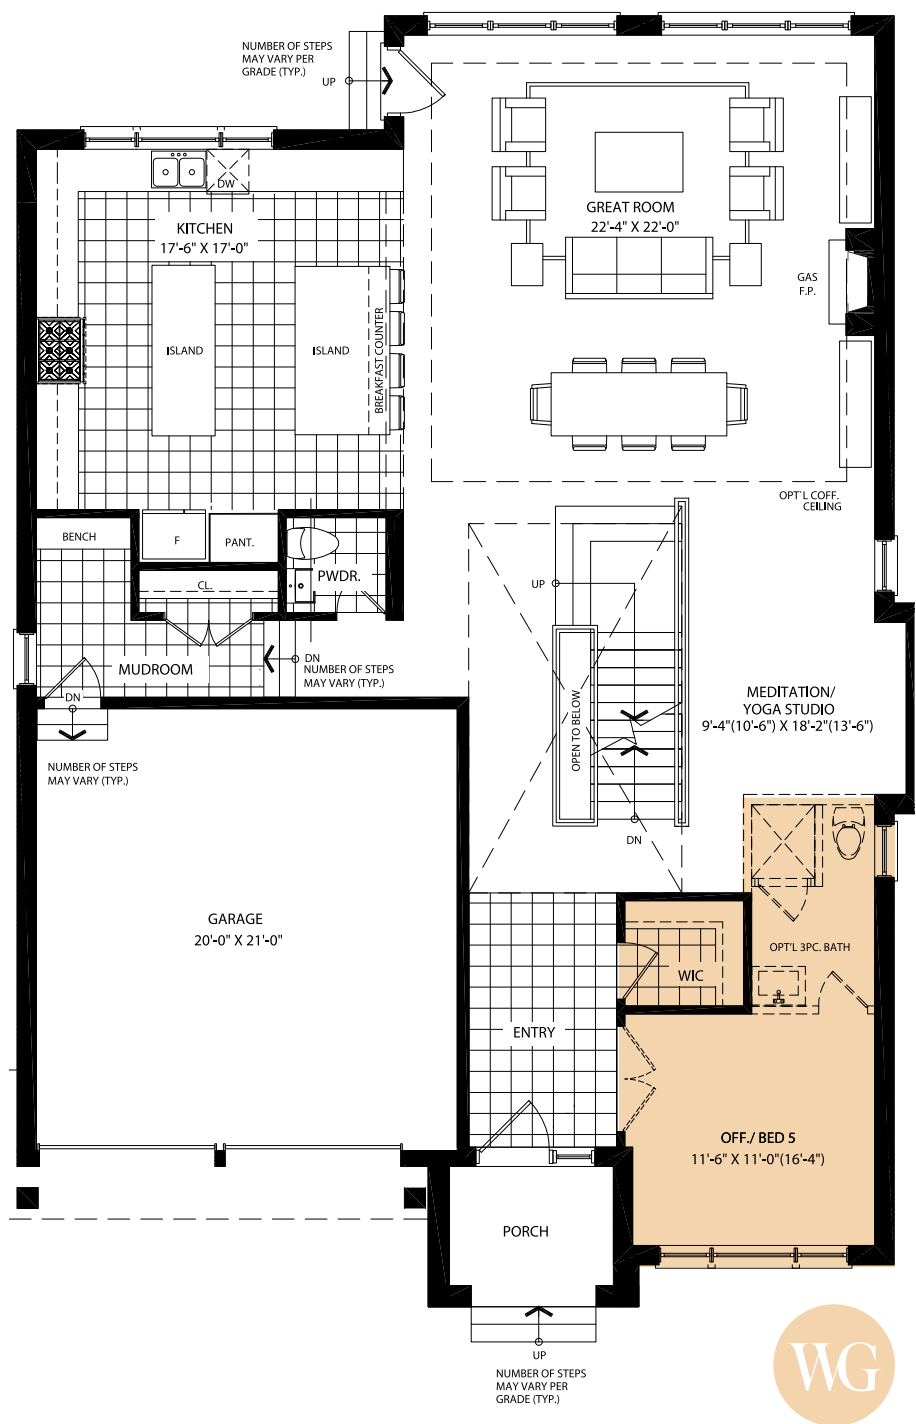 NUMBER OF STEPS
MAY VARY PER
GRADE (TYP.)
UP
DW
KITCHEN
17'-6" X 17'-0"
GREAT ROOM
22'-4" X 22'-0"
GAS
F.P.
ISLAND
ISLAND
BREAKFAST COUNTER
OPT'L COFF.
CEILING
BENCH
F
PANT.
PWDR.
CL.
UP
MUDROOM
DN
NUMBER OF STEPS
MAY VARY (TYP.)
DN
NUMBER OF STEPS
MAY VARY (TYP.)
OPEN TO BELOW
MEDITATION/
YOGA STUDIO
9'-4"(10'-6") X 18'-2"(13'-6")
DN
GARAGE
20'-0" X 21'-0"
OPT'L 3PC. BATH
WIC
ENTRY
OFF./ BED 5
11'-6" X 11'-0"(16'-4")
PORCH
UP
NUMBER OF STEPS
MAY VARY PER
GRADE (TYP.)
WG